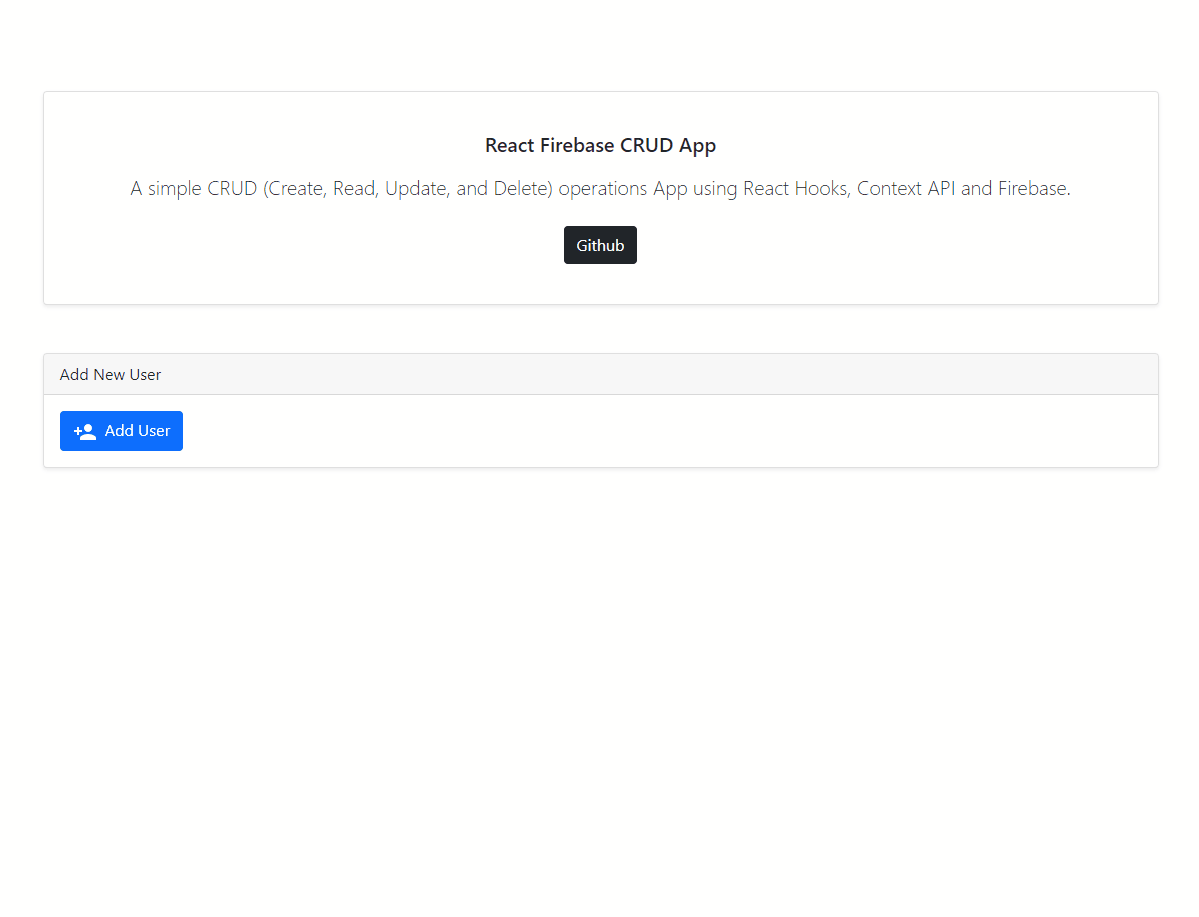 React Firebase CRUD App
A simple CRUD (Create, Read, Update, and Delete) operations App using React Hooks, Context API and Firebase.
Github
Add New User
Add User